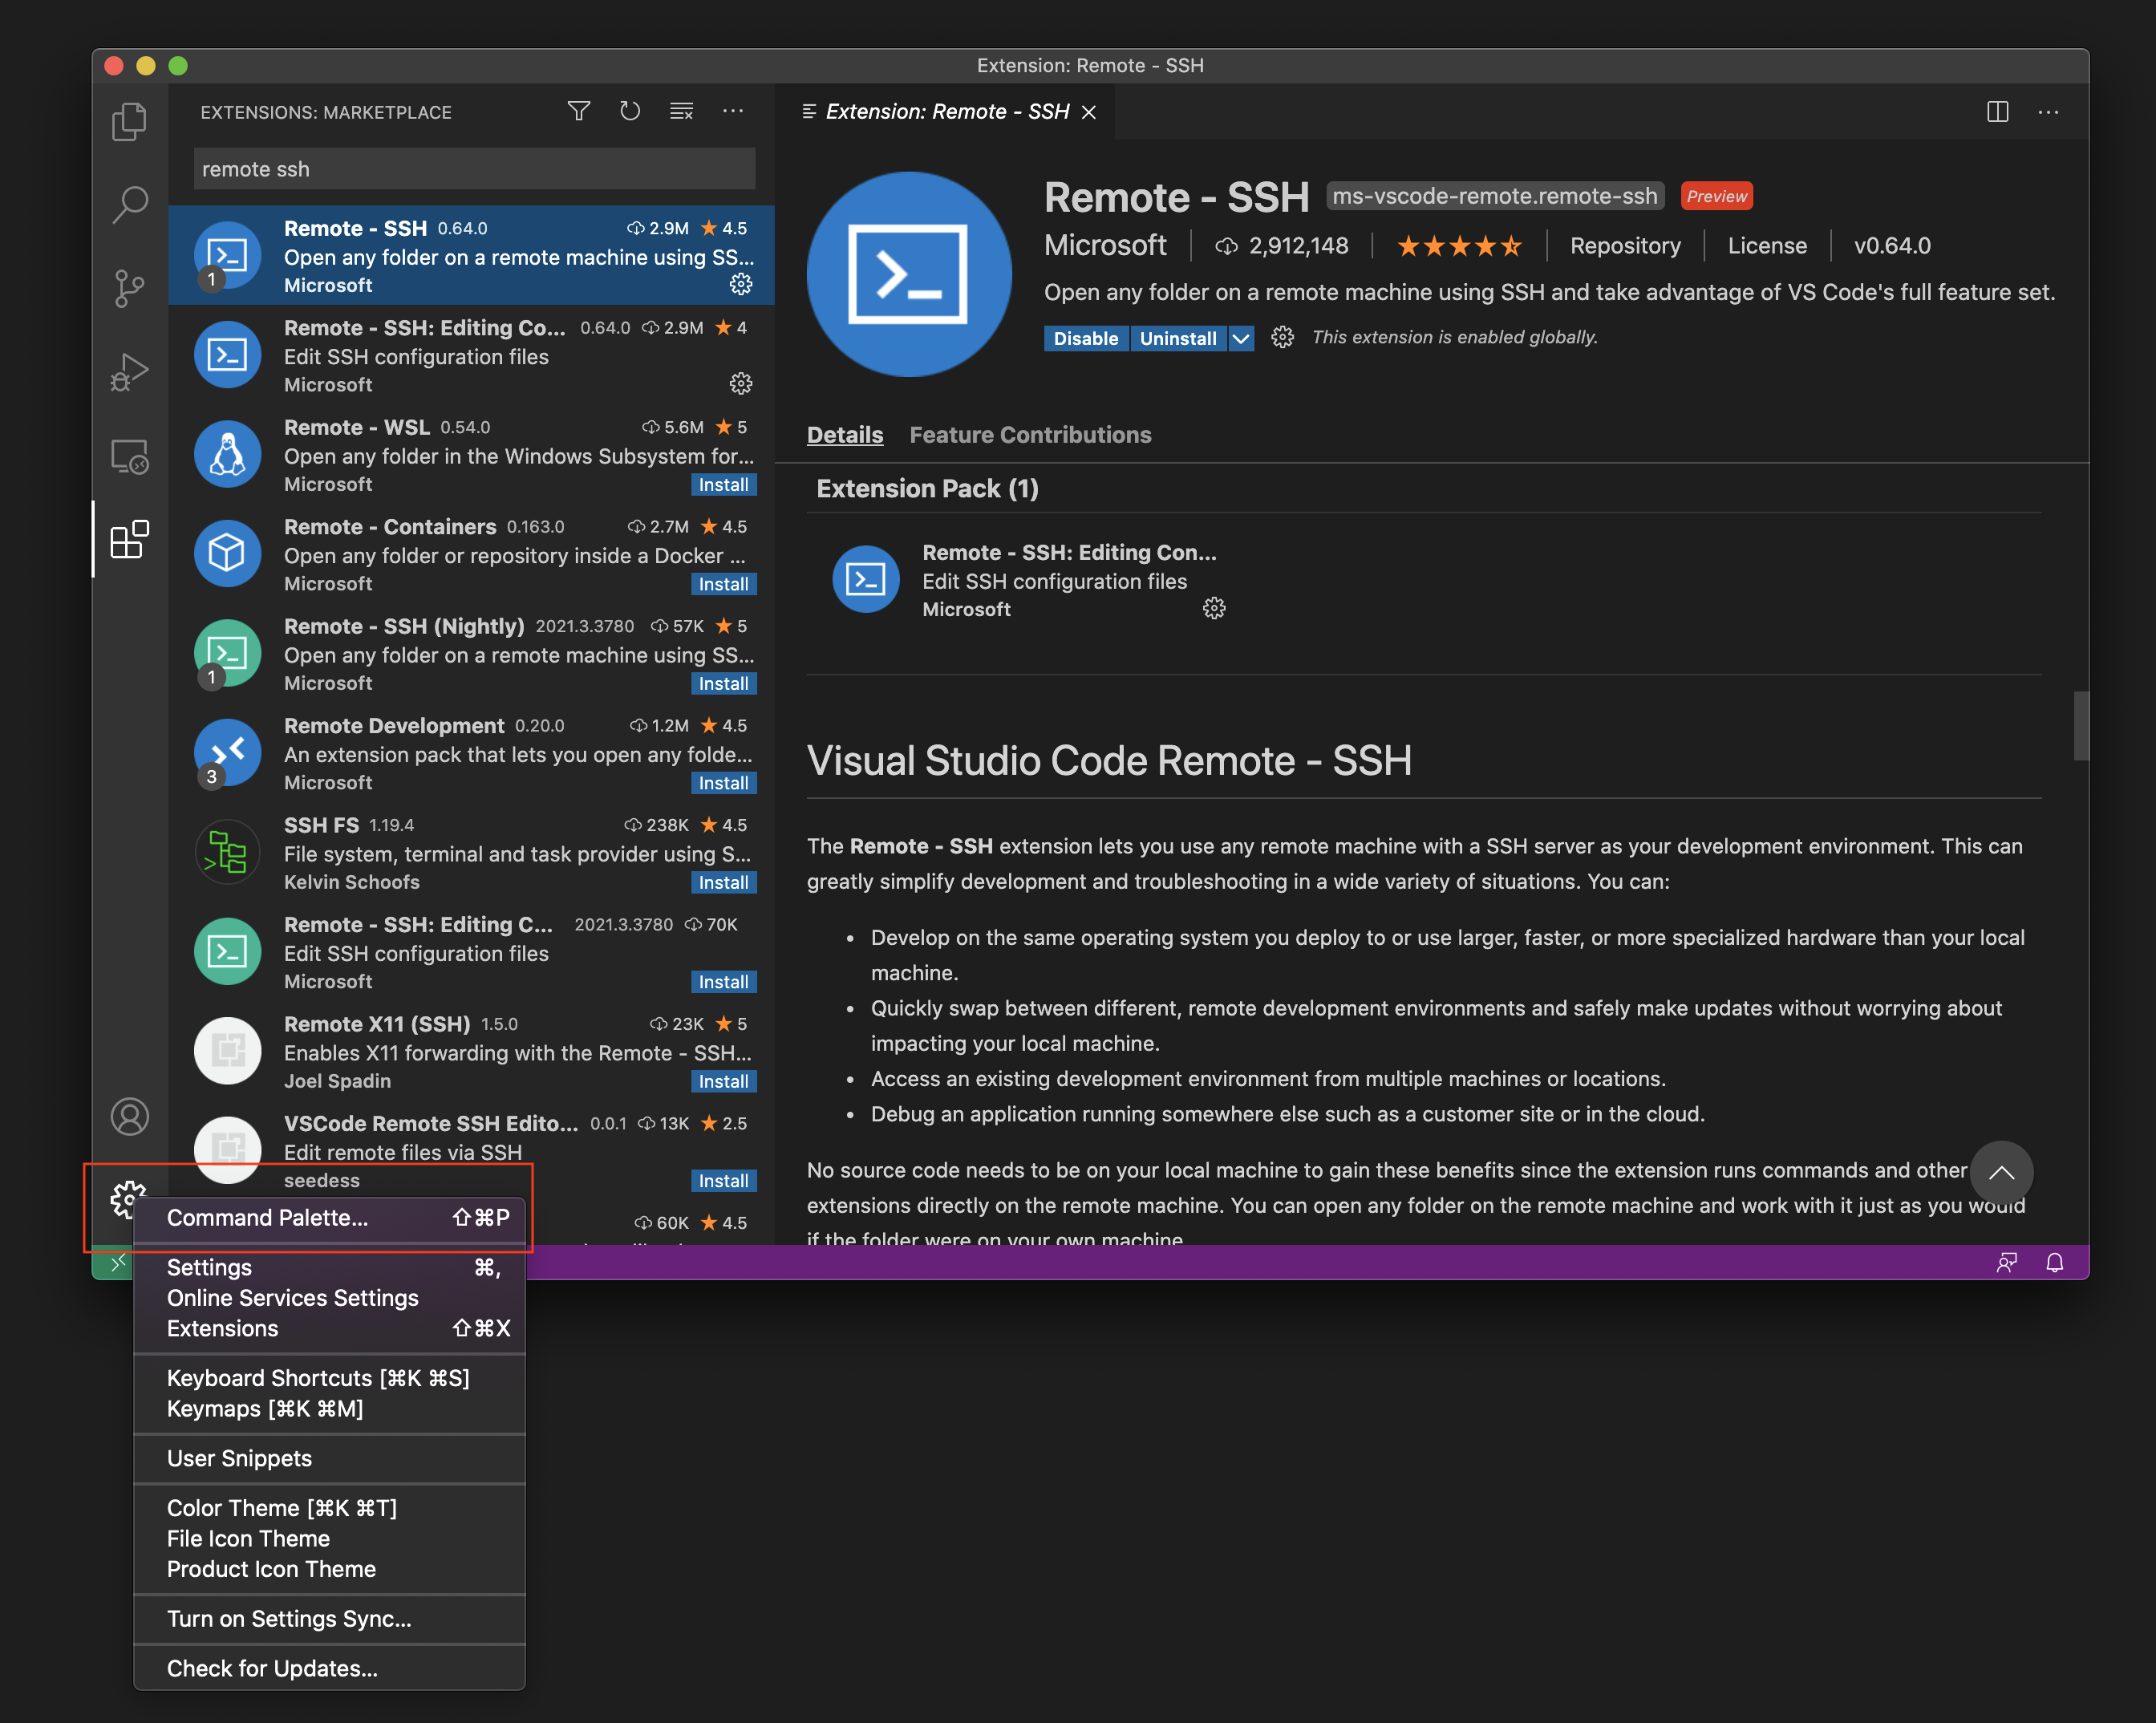 Extension: Remote - SSH
EXTENSIONS: MARKETPLACE
remote ssh
Remote - SSH 0.64.0 2.9M ★ 4.5
Open any folder on a remote machine using SS...
1
Microsoft
Remote - SSH: Editing Co... 0.64.0 2.9M ★ 4
Edit SSH configuration files
Microsoft
Remote - WSL 0.54.0 5.6M ★ 5
Open any folder in the Windows Subsystem for...
Microsoft Install
Remote - Containers 0.163.0 2.7M ★ 4.5
Open any folder or repository inside a Docker ...
Microsoft Install
Remote - SSH (Nightly) 2021.3.3780 57K ★ 5
Open any folder on a remote machine using SS...
1
Microsoft Install
Remote Development 0.20.0 1.2M ★ 4.5
An extension pack that lets you open any folde...
3
Microsoft Install
SSH FS 1.19.4 238K ★ 4.5
File system, terminal and task provider using S...
Kelvin Schoofs Install
Remote - SSH: Editing C... 2021.3.3780 70K
Edit SSH configuration files
Microsoft Install
Remote X11 (SSH) 1.5.0 23K ★ 5
Enables X11 forwarding with the Remote - SSH...
Joel Spadin Install
VSCode Remote SSH Edito... 0.0.1 13K ★ 2.5
Edit remote files via SSH
seedess Install
60K ★ 4.5
Command Palette... ⇧⌘P
Settings ⌘,
Online Services Settings
Extensions ⇧⌘X
Keyboard Shortcuts [⌘K ⌘S]
Keymaps [⌘K ⌘M]
User Snippets
Color Theme [⌘K ⌘T]
File Icon Theme
Product Icon Theme
Turn on Settings Sync...
Check for Updates...
Extension: Remote - SSH
Remote - SSH ms-vscode-remote.remote-ssh Preview
Microsoft 2,912,148 Repository License v0.64.0
Open any folder on a remote machine using SSH and take advantage of VS Code's full feature set.
Disable Uninstall This extension is enabled globally.
Details Feature Contributions
Extension Pack (1)
Remote - SSH: Editing Con...
Edit SSH configuration files
Microsoft
Visual Studio Code Remote - SSH
The Remote - SSH extension lets you use any remote machine with a SSH server as your development environment. This can
greatly simplify development and troubleshooting in a wide variety of situations. You can:
• Develop on the same operating system you deploy to or use larger, faster, or more specialized hardware than your local
machine.
• Quickly swap between different, remote development environments and safely make updates without worrying about
impacting your local machine.
• Access an existing development environment from multiple machines or locations.
• Debug an application running somewhere else such as a customer site or in the cloud.
No source code needs to be on your local machine to gain these benefits since the extension runs commands and other
extensions directly on the remote machine. You can open any folder on the remote machine and work with it just as you would
if the folder were on your own machine